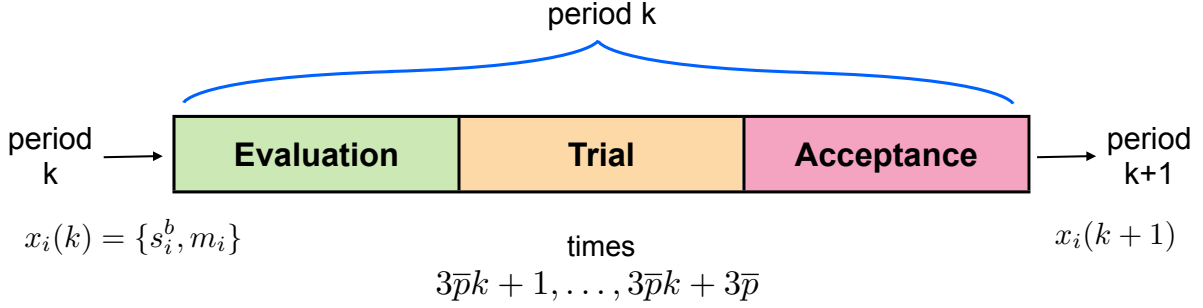 period k
period
k
Evaluation
Trial
Acceptance
period
k+1
x_i(k) = {s_i^b, m_i}
times
3p̅k + 1, . . . , 3p̅k + 3p̅
x_i(k + 1)